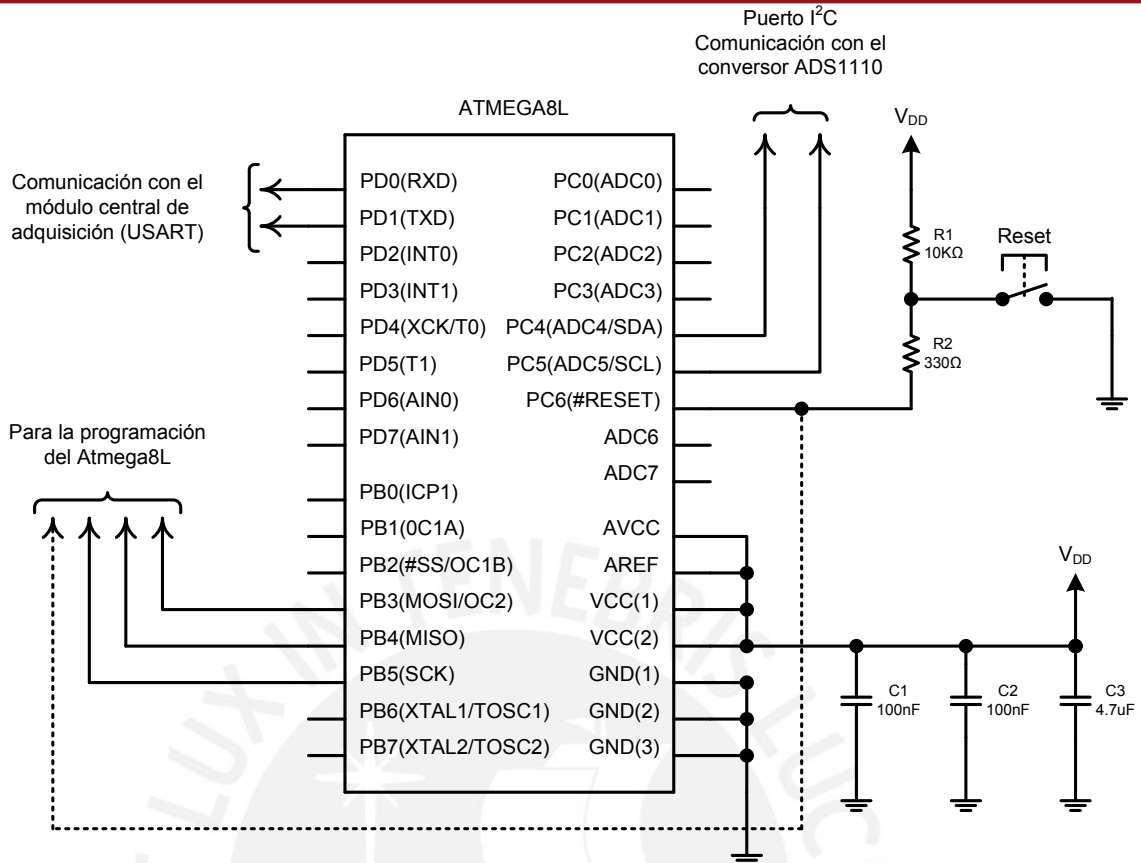 Puerto I²C
Comunicación con el
conversor ADS1110
ATMEGA8L
Comunicación con el
módulo central de
adquisición (USART)
Para la programación
del Atmega8L
PD0(RXD)
PD1(TXD)
PD2(INT0)
PD3(INT1)
PD4(XCK/T0)
PD5(T1)
PD6(AIN0)
PD7(AIN1)
PB0(ICP1)
PB1(0C1A)
PB2(#SS/OC1B)
PB3(MOSI/OC2)
PB4(MISO)
PB5(SCK)
PB6(XTAL1/TOSC1)
PB7(XTAL2/TOSC2)
PC0(ADC0)
PC1(ADC1)
PC2(ADC2)
PC3(ADC3)
PC4(ADC4/SDA)
PC5(ADC5/SCL)
PC6(#RESET)
ADC6
ADC7
AVCC
AREF
VCC(1)
VCC(2)
GND(1)
GND(2)
GND(3)
VDD
R1
10KΩ
Reset
R2
330Ω
VDD
C1
100nF
C2
100nF
C3
4.7uF
LUX IN TENEBRIS LUC